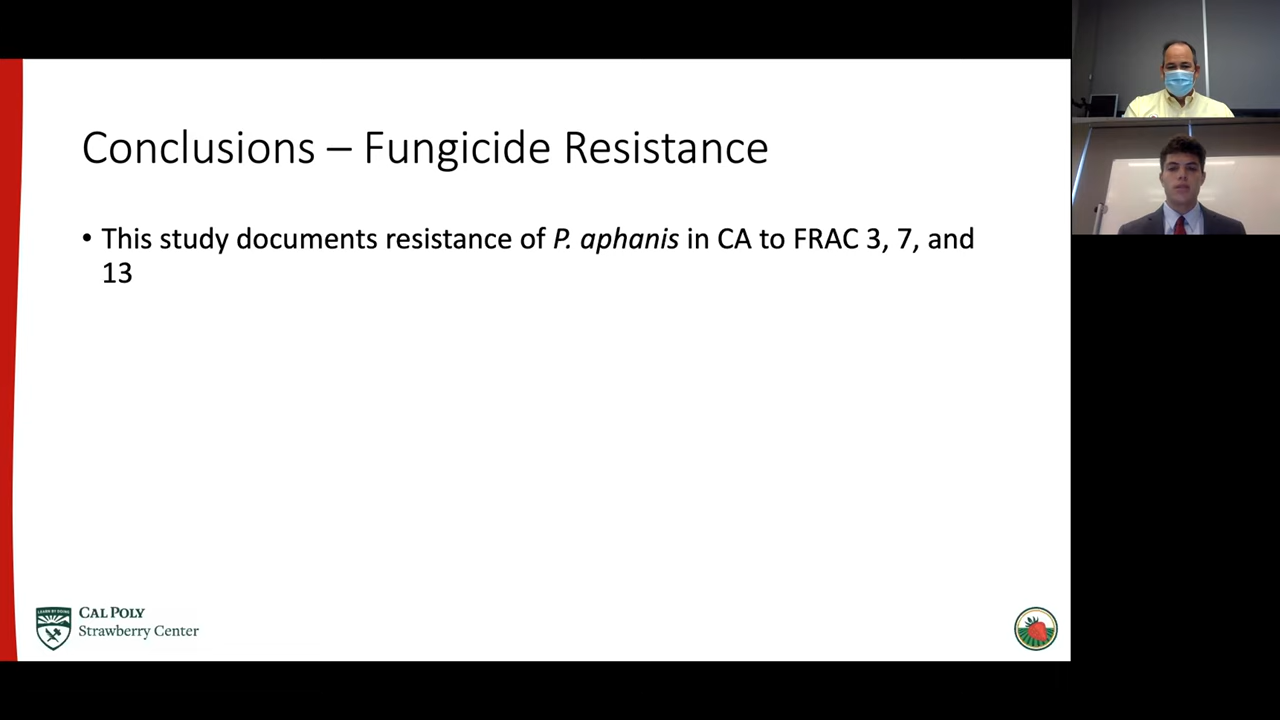 Conclusions – Fungicide Resistance
• This study documents resistance of P. aphanis in CA to FRAC 3, 7, and
13
CAL POLY
Strawberry Center